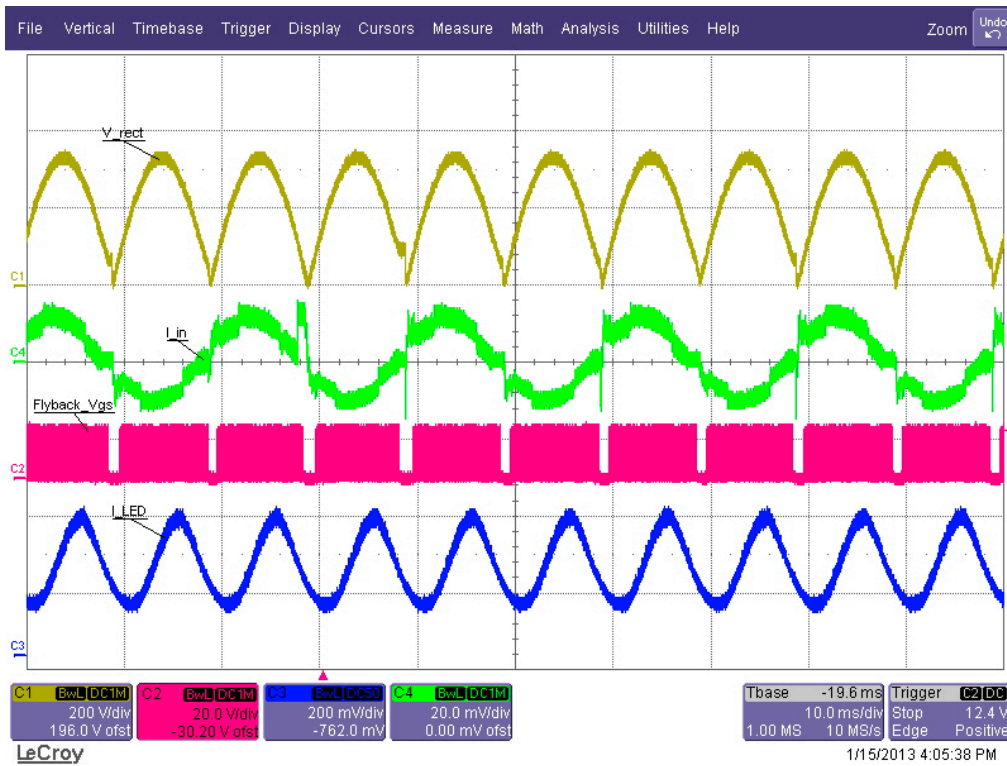 File Vertical Timebase Trigger Display Cursors Measure Math Analysis Utilities Help Zoom Undo
V_rect
C1
I_in
C4
Flyback_Vgs
C2
I_LED
C3
C1 BwL DC1M
200 V/div
196.0 V ofst
C2 BwL DC1M
20.0 V/div
-30.20 V ofst
C3 BwL DC50
200 mV/div
-762.0 mV
C4 BwL DC1M
20.0 mV/div
0.00 mV ofst
Tbase -19.6 ms
10.0 ms/div
1.00 MS 10 MS/s
Trigger C2 DC
Stop 12.4 V
Edge Positive
LeCroy
1/15/2013 4:05:38 PM